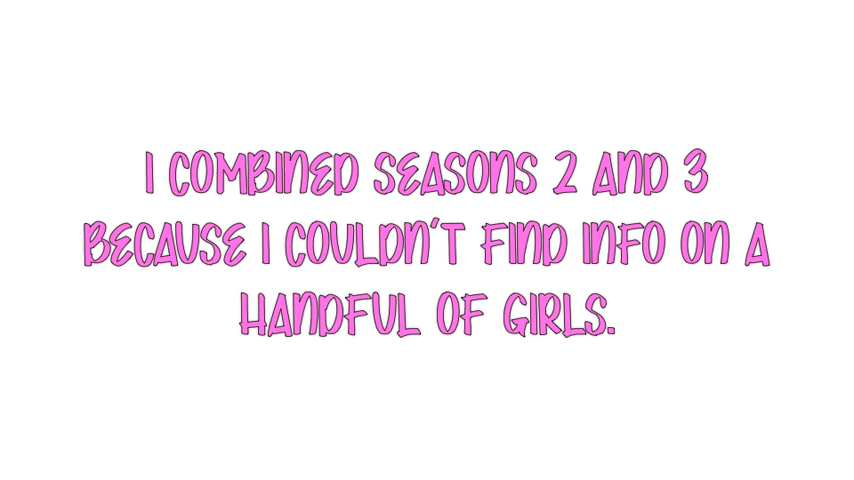 I COMBINED SEASONS 2 AND 3
BECAUSE I COULDN'T FIND INFO ON A
HANDFUL OF GIRLS.